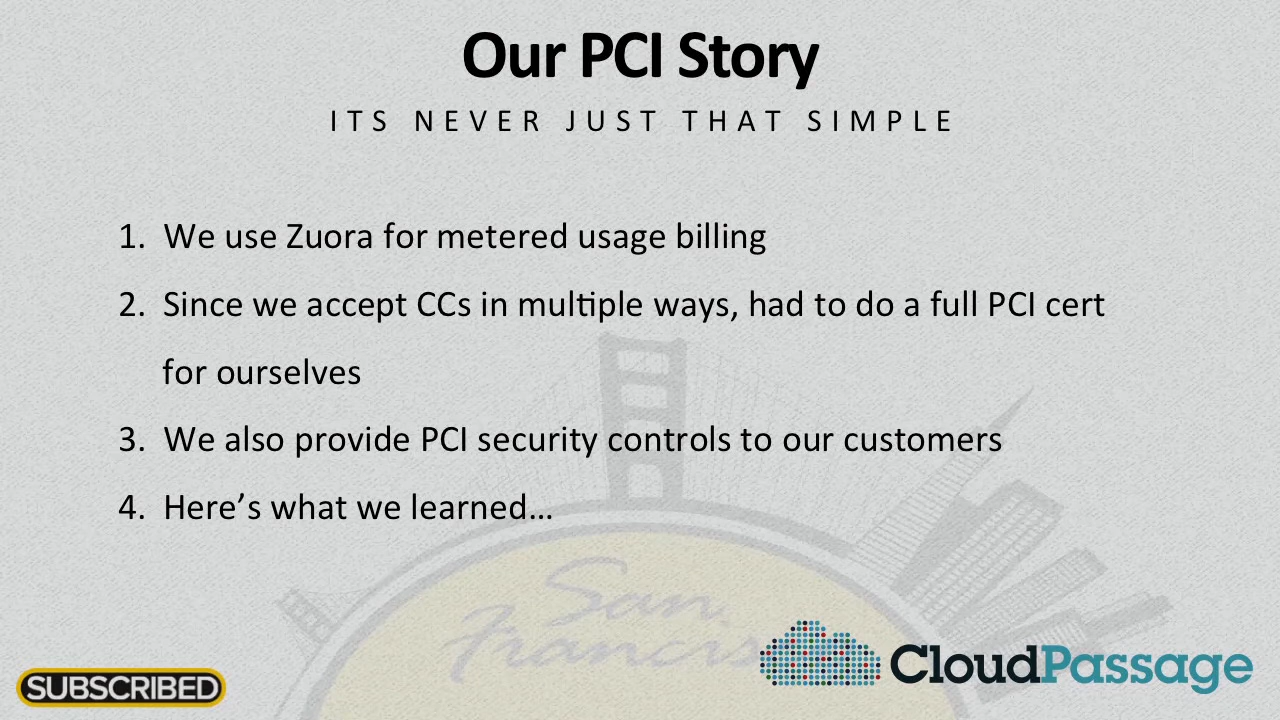 Our PCI Story
ITS NEVER JUST THAT SIMPLE
1. We use Zuora for metered usage billing
2. Since we accept CCs in multiple ways, had to do a full PCI cert
for ourselves
3. We also provide PCI security controls to our customers
4. Here’s what we learned…
San
Francis
CloudPassage
SUBSCRIBED